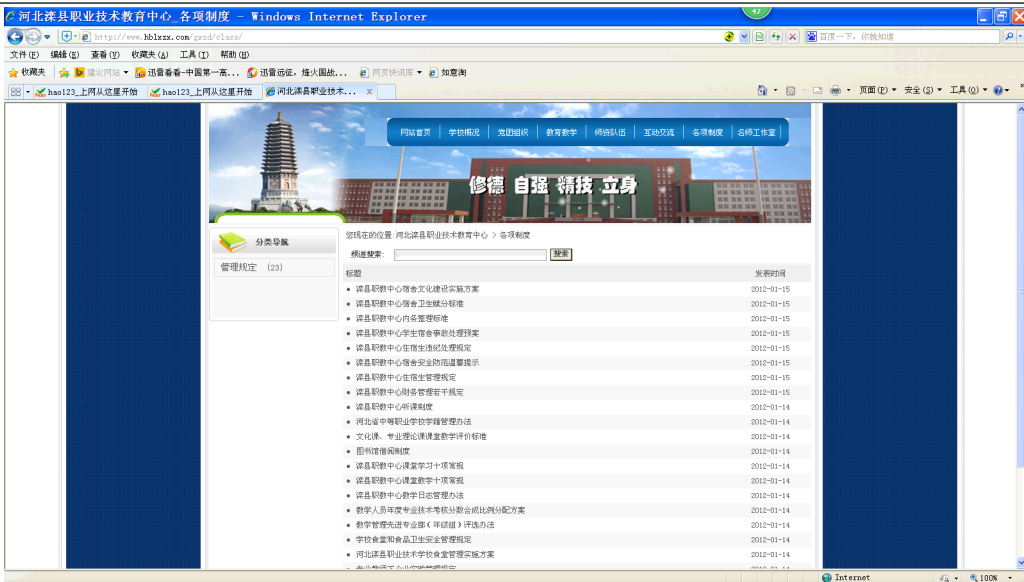 河北滦县职业技术教育中心_各项制度 - Windows Internet Explorer
47
http://www.hblxzx.com/gxzd/class/
百度一下，你就知道
文件(F) 编辑(E) 查看(V) 收藏夹(A) 工具(T) 帮助(H)
收藏夹 建议网站 迅雷看看-中国第一高... 迅雷远征，烽火围战... 网页快讯库 如意淘
hao123_上网从这里开始 hao123_上网从这里开始 河北滦县职业技术... x 页面(P) 安全(S) 工具(O)
网站首页 学校概况 党团组织 教育教学 师资队伍 互动交流 各项制度 名师工作室
修德 自强 精技 立身
分类导航
管理规定 (23)
您现在的位置:河北滦县职业技术教育中心 > 各项制度
频道搜索: 搜索
标题 发表时间
滦县职教中心宿舍文化建设实施方案 2012-01-15
滦县职教中心宿舍卫生赋分标准 2012-01-15
滦县职教中心内务整理标准 2012-01-15
滦县职教中心学生宿舍事故处理预案 2012-01-15
滦县职教中心住宿生违纪处理规定 2012-01-15
滦县职教中心宿舍安全防范温馨提示 2012-01-15
滦县职教中心住宿生管理规定 2012-01-15
滦县职教中心财务管理若干规定 2012-01-15
滦县职教中心听课制度 2012-01-14
河北省中等职业学校学籍管理办法 2012-01-14
文化课、专业理论课课堂教学评价标准 2012-01-14
图书馆借阅制度 2012-01-14
滦县职教中心课堂学习十项常规 2012-01-14
滦县职教中心课堂教学十项常规 2012-01-14
滦县职教中心教学日志管理办法 2012-01-14
教学人员年度专业技术考核分数合成比例分配方案 2012-01-14
教学管理先进专业部（年级组）评选办法 2012-01-14
学校食堂和食品卫生安全管理规定 2012-01-14
河北滦县职业技术学校食堂管理实施方案 2012-01-14
Internet 100%